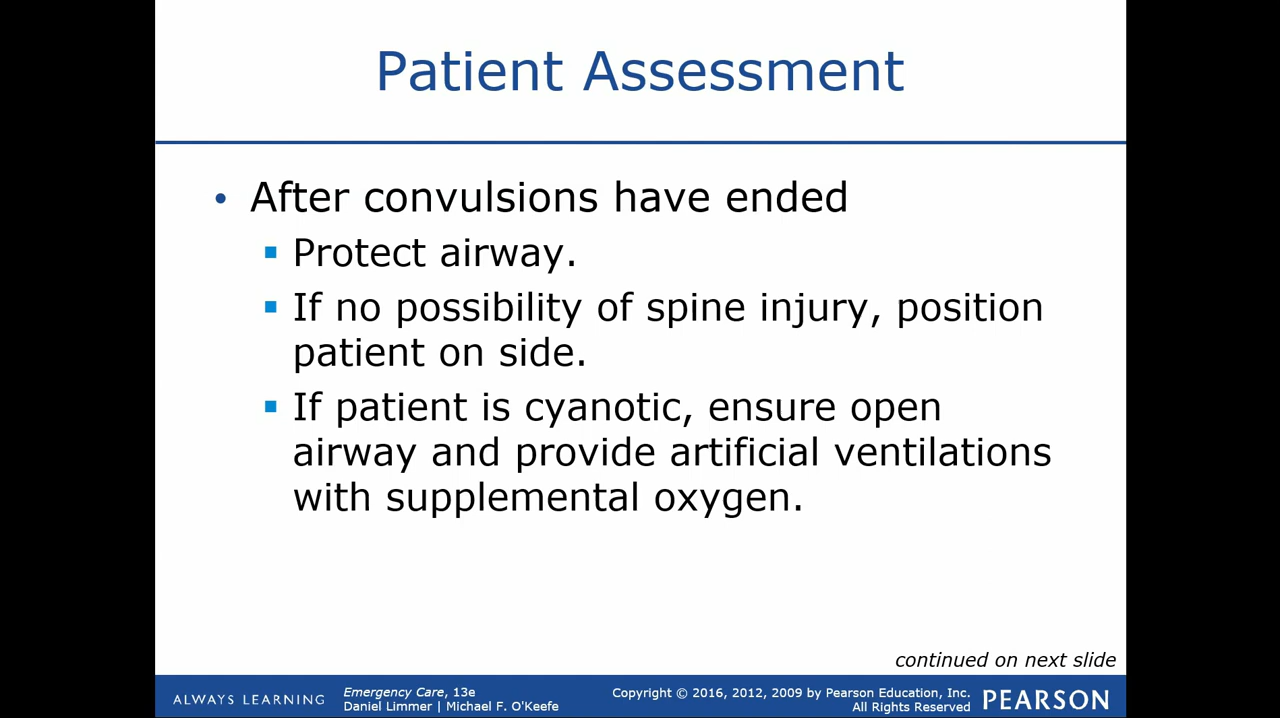 Patient Assessment
• After convulsions have ended
▪ Protect airway.
▪ If no possibility of spine injury, position
patient on side.
▪ If patient is cyanotic, ensure open
airway and provide artificial ventilations
with supplemental oxygen.
continued on next slide
ALWAYS LEARNING
Emergency Care, 13e
Daniel Limmer | Michael F. O'Keefe
Copyright © 2016, 2012, 2009 by Pearson Education, Inc.
All Rights Reserved
PEARSON